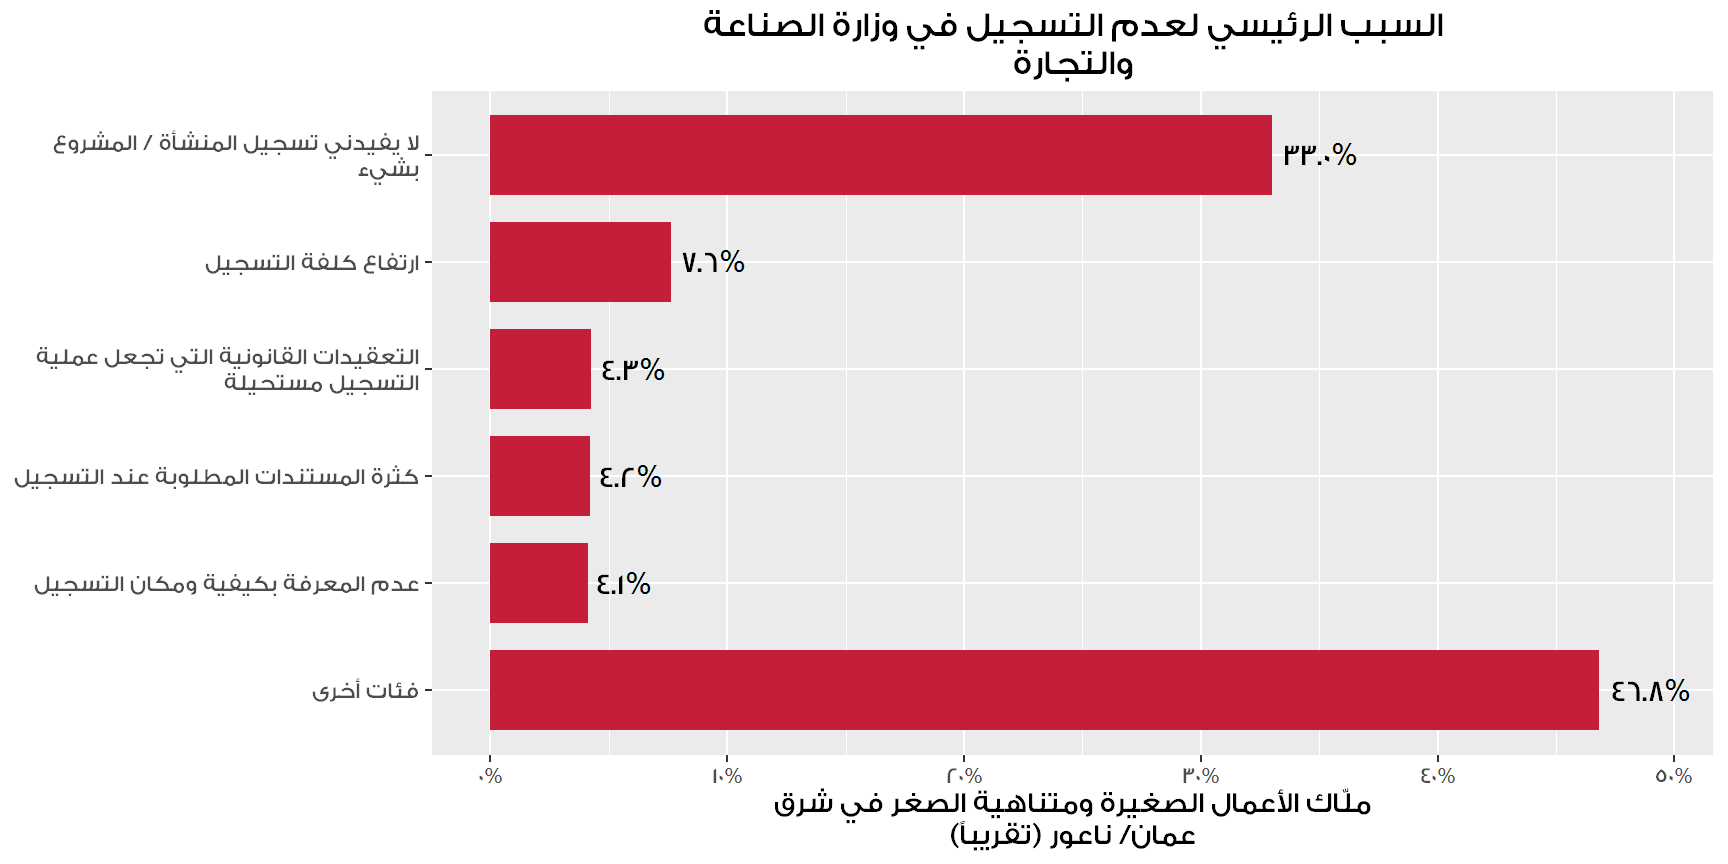 السبب الرئيسي لعدم التسجيل في وزارة الصناعة
والتجارة
لا يفيدني تسجيل المنشأة / المشروع
بشيء
٣٣.٠%
ارتفاع كلفة التسجيل
٧.٦%
التعقيدات القانونية التي تجعل عملية
التسجيل مستحيلة
٤.٣%
كثرة المستندات المطلوبة عند التسجيل
٤.٢%
عدم المعرفة بكيفية ومكان التسجيل
٤.١%
فئات أخرى
٤٦.٨%
٠% ١٠% ٢٠% ٣٠% ٤٠% ٥٠%
ملّاك الأعمال الصغيرة ومتناهية الصغر في شرق
عمان/ ناعور (تقريباً)